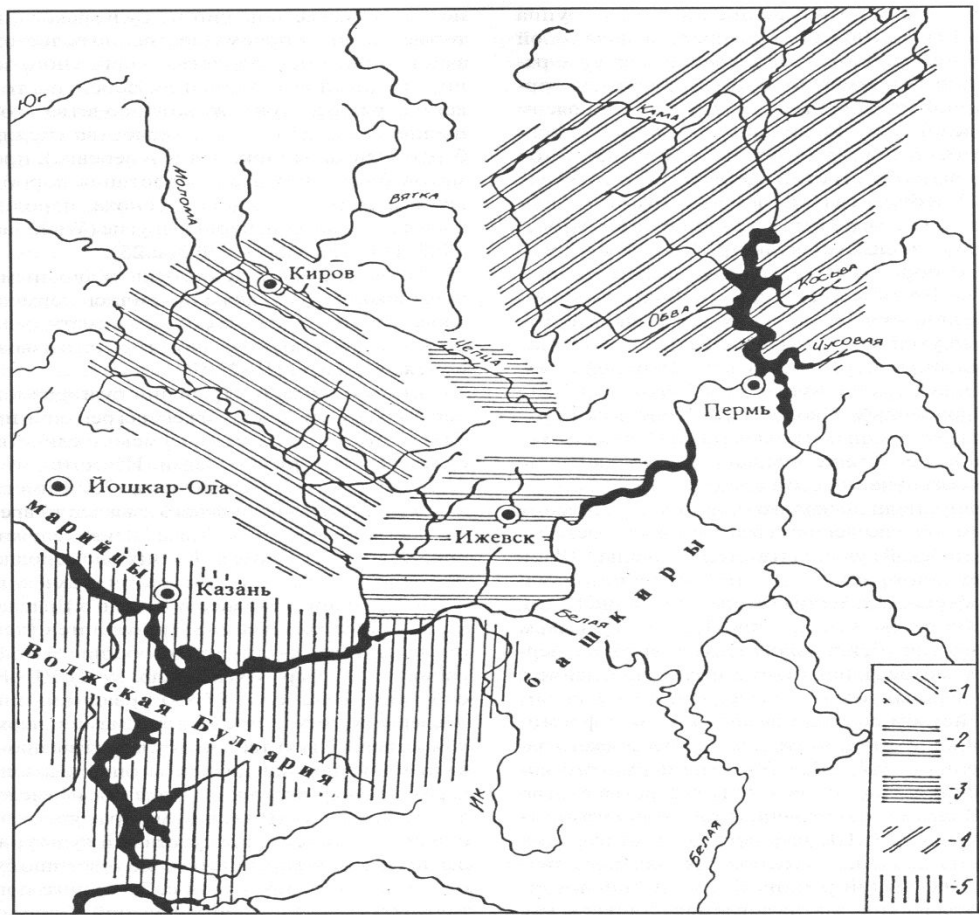 Юг
Молома
Кама
Вятка
Киров
Косьва
Обва
Чусовая
Чепца
Пермь
Йошкар-Ола
Ижевск
марийцы
Казань
Белая
башкиры
Волжская Булгария
Ик
Белая
-1
-2
-3
-4
-5